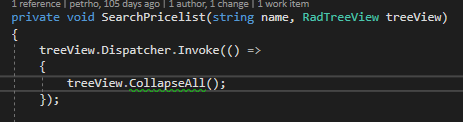 1 reference | petrho, 105 days ago | 1 author, 1 change | 1 work item
private void SearchPricelist(string name, RadTreeView treeView)
{
treeView.Dispatcher.Invoke(() =>
{
treeView.CollapseAll();
});